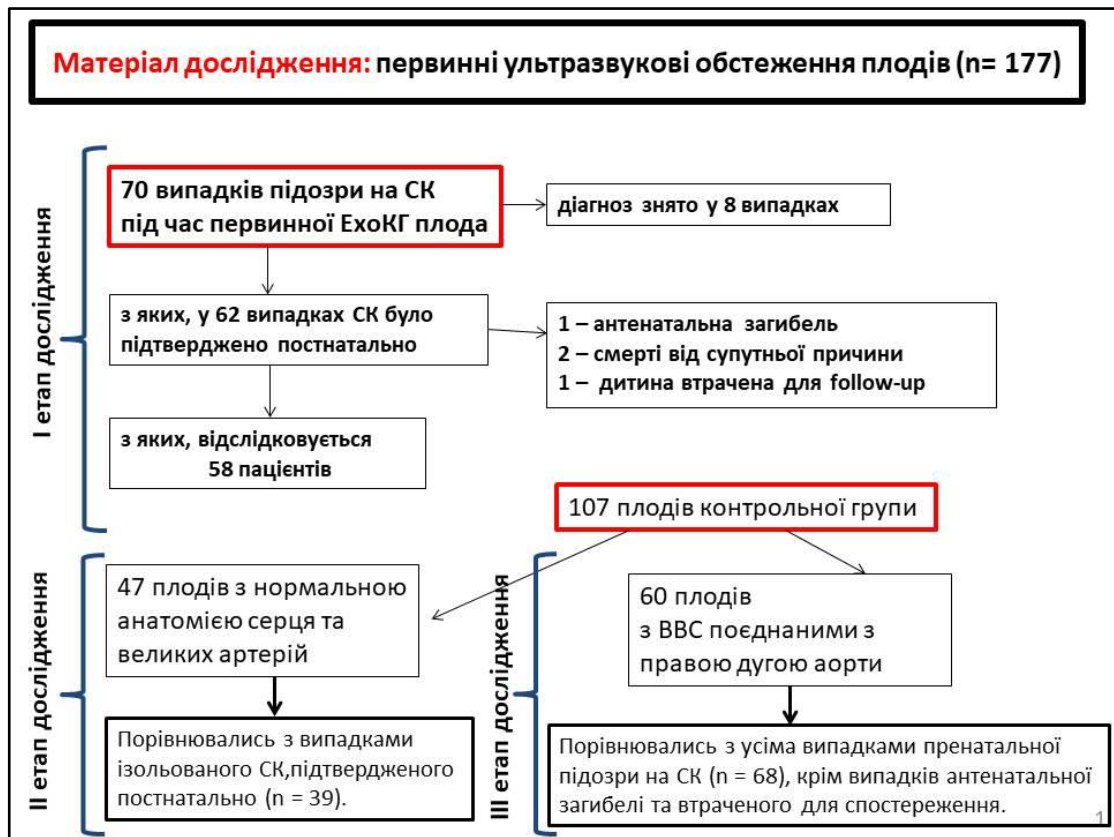 Матеріал дослідження: первинні ультразвукові обстеження плодів (n= 177)
І етап дослідження
70 випадків підозри на СК
під час первинної ЕхоКГ плода
діагноз знято у 8 випадках
з яких, у 62 випадках СК було
підтверджено постнатально
1 – антенатальна загибель
2 – смерті від супутньої причини
1 – дитина втрачена для follow-up
з яких, відслідковується
58 пацієнтів
107 плодів контрольної групи
ІІ етап дослідження
47 плодів з нормальною
анатомією серця та
великих артерій
Порівнювались з випадками
ізольованого СК,підтвердженого
постнатально (n = 39).
ІІІ етап дослідження
60 плодів
з ВВС поєднаними з
правою дугою аорти
Порівнювались з усіма випадками пренатальної
підозри на СК (n = 68), крім випадків антенатальної
загибелі та втраченого для спостереження.
1